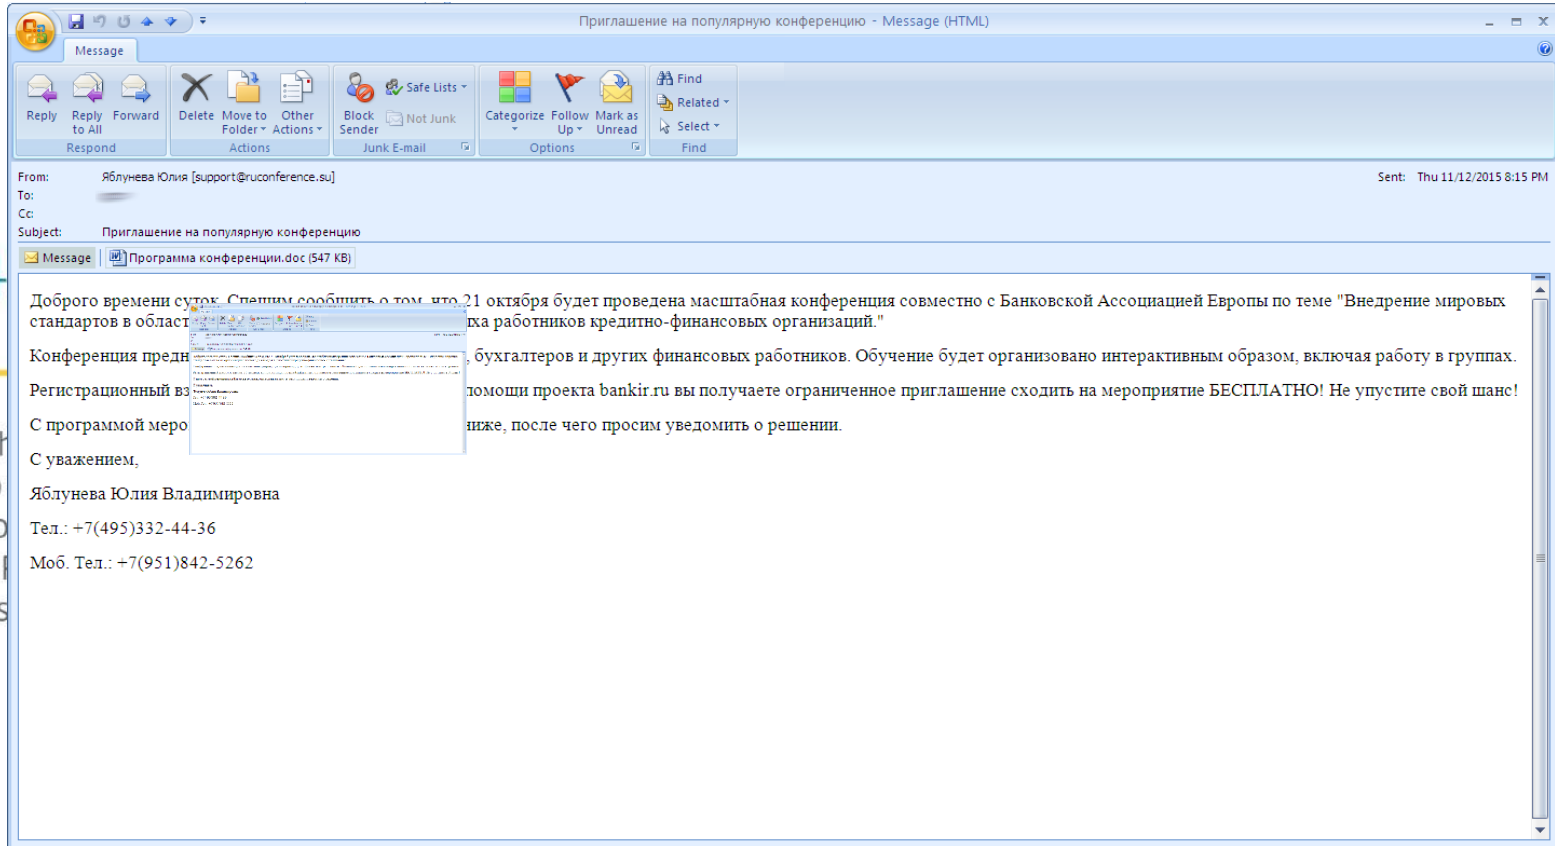 Приглашение на популярную конференцию - Message (HTML)
Message
Reply
Reply to All
Forward
Delete
Move to Folder
Other Actions
Block Sender
Safe Lists
Not Junk
Categorize
Follow Up
Mark as Unread
Find
Related
Select
Respond
Actions
Junk E-mail
Options
Find
From: Яблунева Юлия [support@ruconference.su]
Sent: Thu 11/12/2015 8:15 PM
To:
Cc:
Subject: Приглашение на популярную конференцию
Message
Программа конференции.doc (547 KB)
Доброго времени суток. Спешим сообщить о том, что 21 октября будет проведена масштабная конференция совместно с Банковской Ассоциацией Европы по теме "Внедрение мировых
стандартов в област ха работников кредитно-финансовых организаций."
Конференция предн , бухгалтеров и других финансовых работников. Обучение будет организовано интерактивным образом, включая работу в группах.
Регистрационный вз помощи проекта bankir.ru вы получаете ограниченное приглашение сходить на мероприятие БЕСПЛАТНО! Не упустите свой шанс!
С программой меро ниже, после чего просим уведомить о решении.
С уважением,
Яблунева Юлия Владимировна
Тел.: +7(495)332-44-36
Моб. Тел.: +7(951)842-5262